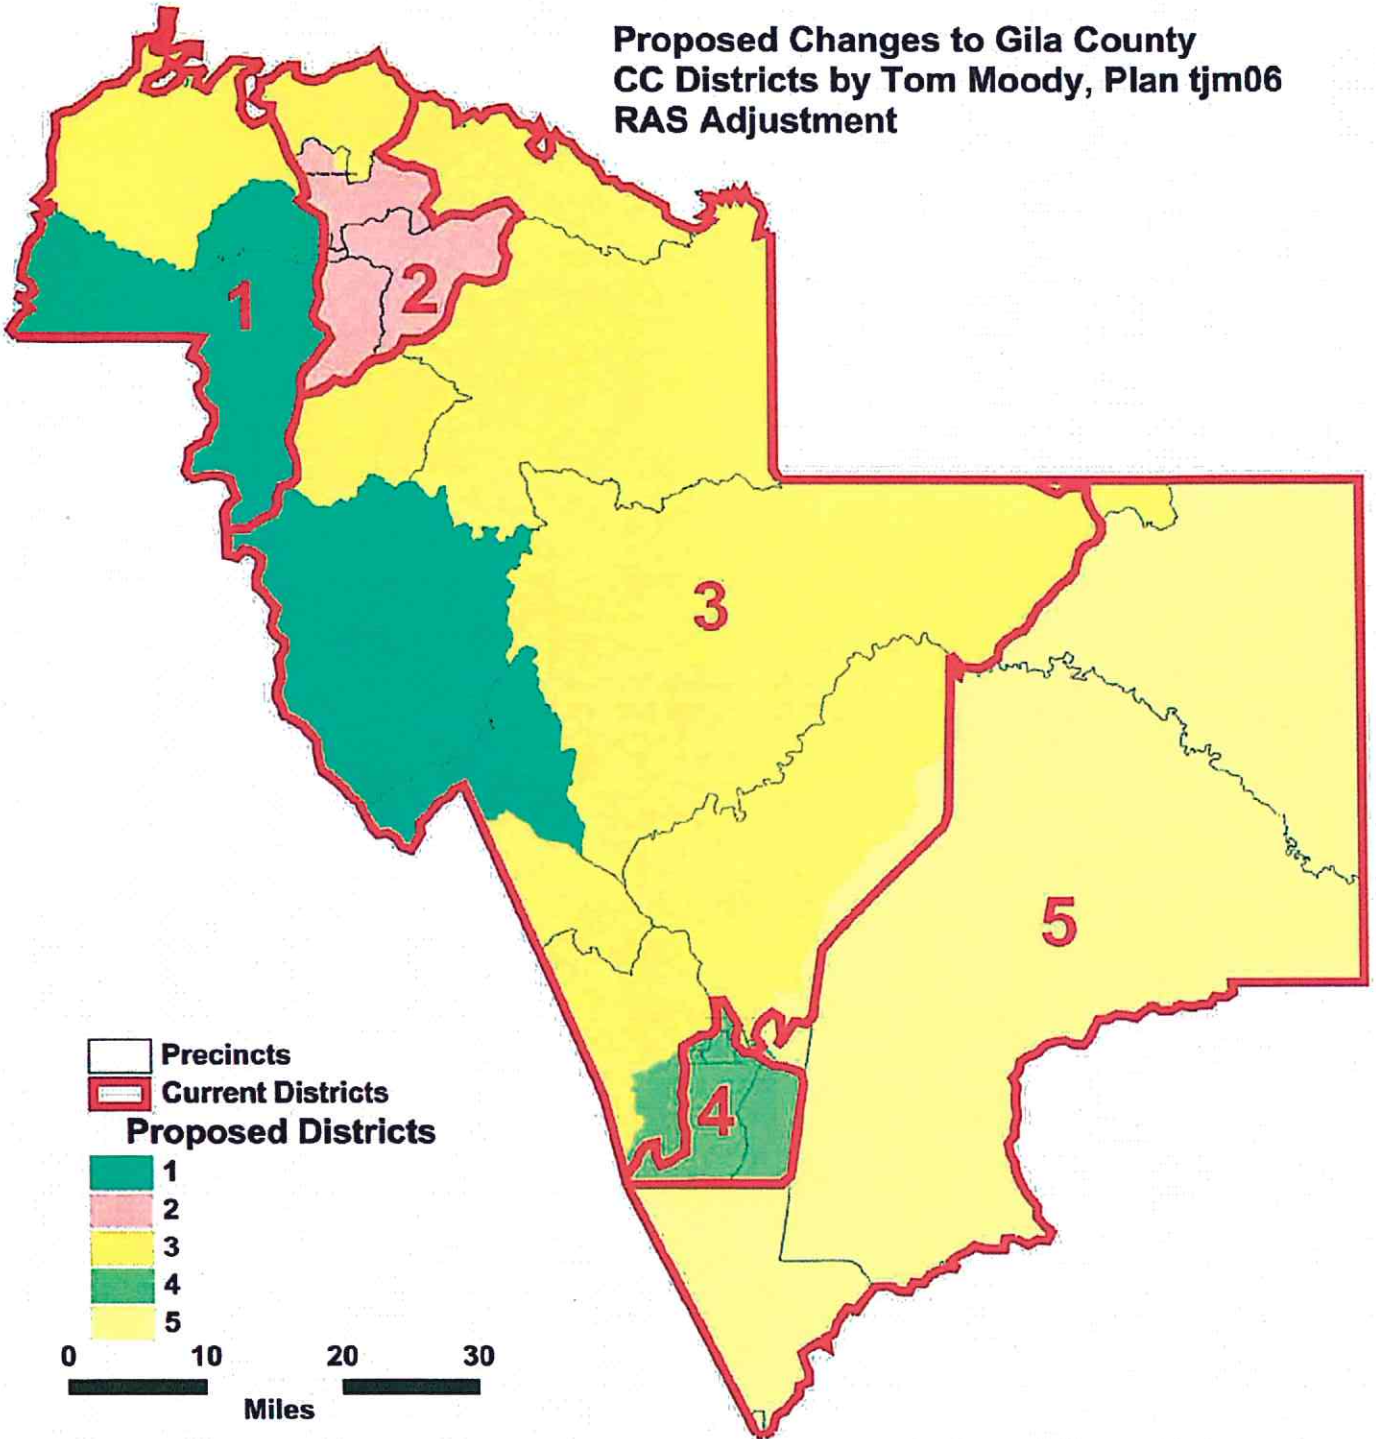 Proposed Changes to Gila County
CC Districts by Tom Moody, Plan tjm06
RAS Adjustment
1
2
3
5
4
Precincts
Current Districts
Proposed Districts
1
2
3
4
5
0 10 20 30
Miles